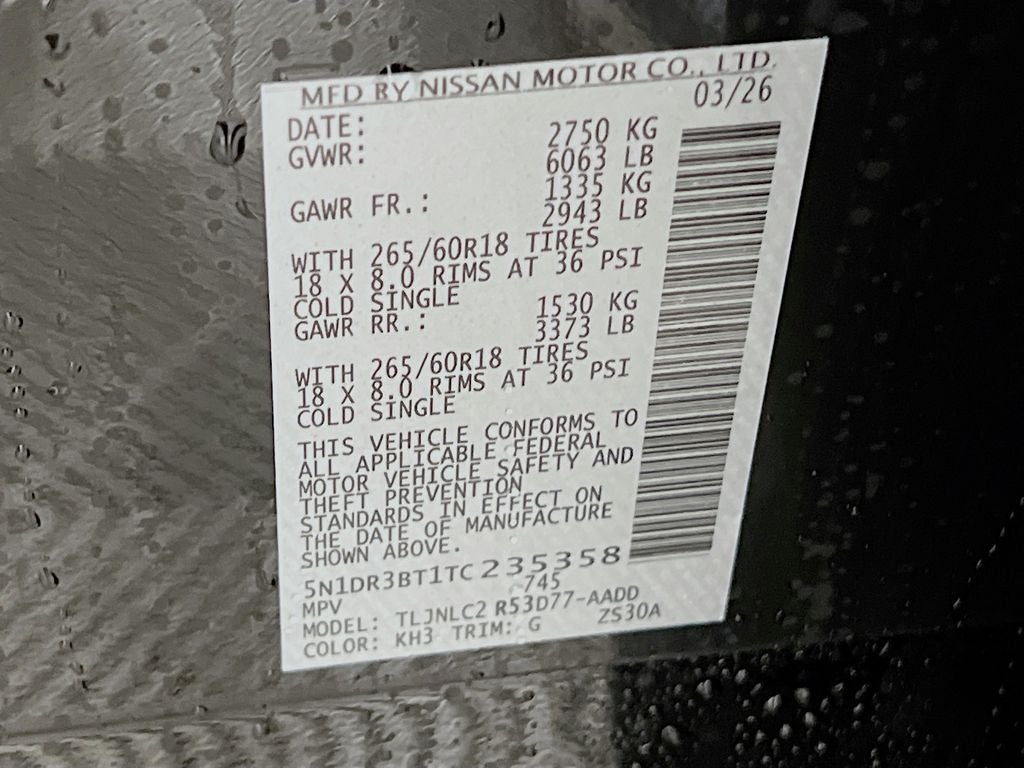 MFD BY NISSAN MOTOR CO., LTD.
DATE: 03/26
GVWR: 2750 KG
6063 LB
GAWR FR.: 1335 KG
2943 LB
WITH 265/60R18 TIRES
18 X 8.0 RIMS AT 36 PSI
COLD SINGLE
GAWR RR.: 1530 KG
3373 LB
WITH 265/60R18 TIRES
18 X 8.0 RIMS AT 36 PSI
COLD SINGLE
THIS VEHICLE CONFORMS TO
ALL APPLICABLE FEDERAL
MOTOR VEHICLE SAFETY AND
THEFT PREVENTION
STANDARDS IN EFFECT ON
THE DATE OF MANUFACTURE
SHOWN ABOVE.
5N1DR3BT1TC235358
MPV 745
MODEL: TLJNLC2 R53D77-AADD
COLOR: KH3 TRIM: G ZS30A